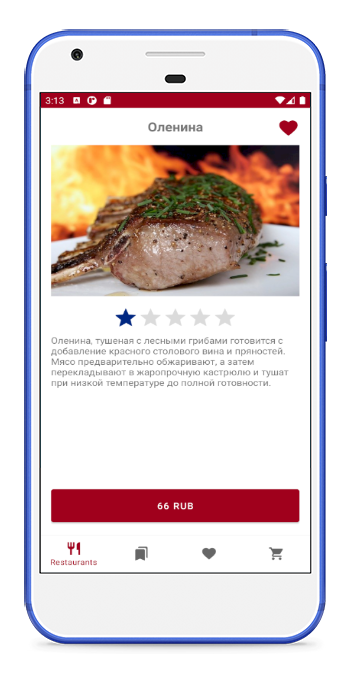 3:13
Оленина
Оленина, тушеная с лесными грибами готовится с
добавление красного столового вина и пряностей.
Мясо предварительно обжаривают, а затем
перекладывают в жаропрочную кастрюлю и тушат
при низкой температуре до полной готовности.
66 RUB
Restaurants